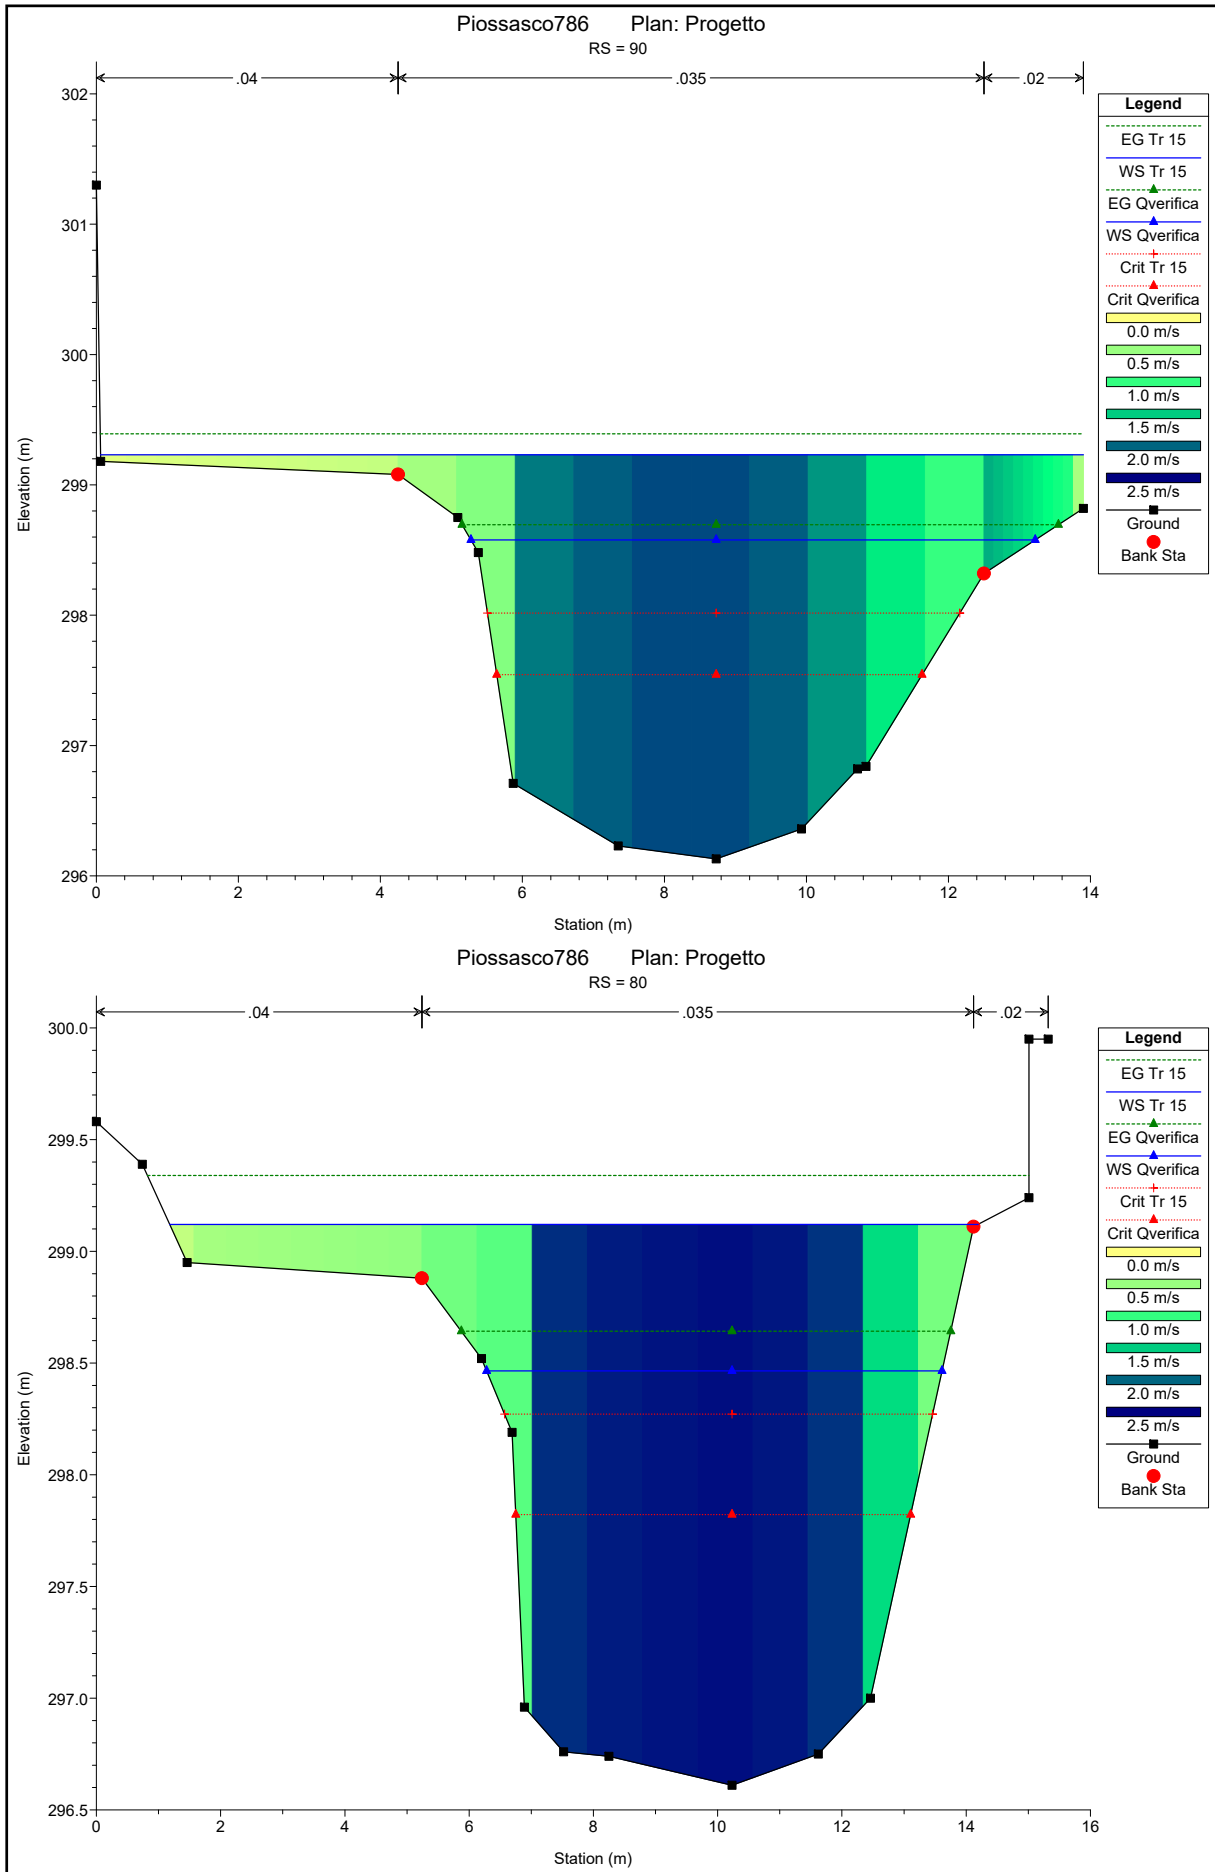 Piossasco786 Plan: Progetto
RS = 90
.04 .035 .02
302
301
300
299
298
297
296
Elevation (m)
0 2 4 6 8 10 12 14
Station (m)
Legend
EG Tr 15
WS Tr 15
EG Qverifica
WS Qverifica
Crit Tr 15
Crit Qverifica
0.0 m/s
0.5 m/s
1.0 m/s
1.5 m/s
2.0 m/s
2.5 m/s
Ground
Bank Sta
Piossasco786 Plan: Progetto
RS = 80
.04 .035 .02
300.0
299.5
299.0
298.5
298.0
297.5
297.0
296.5
Elevation (m)
0 2 4 6 8 10 12 14 16
Station (m)
Legend
EG Tr 15
WS Tr 15
EG Qverifica
WS Qverifica
Crit Tr 15
Crit Qverifica
0.0 m/s
0.5 m/s
1.0 m/s
1.5 m/s
2.0 m/s
2.5 m/s
Ground
Bank Sta